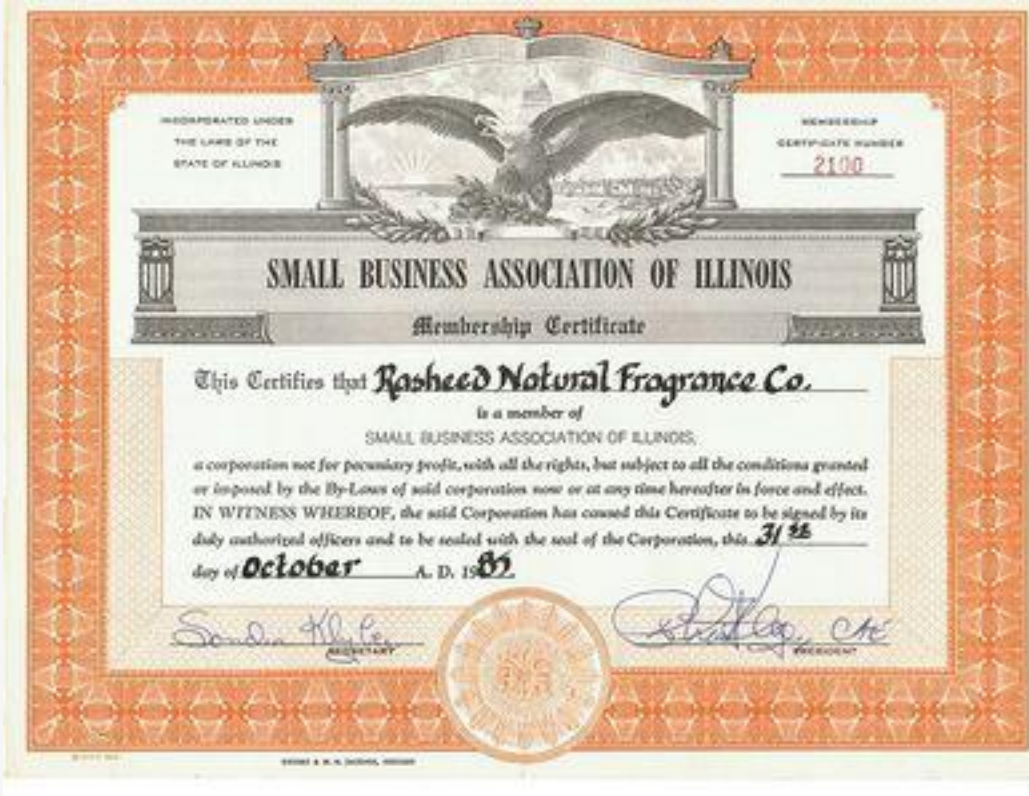 INCORPORATED UNDER
THE LAWS OF THE
STATE OF ILLINOIS
MEMBERSHIP
CERTIFICATE NUMBER
2100
SMALL BUSINESS ASSOCIATION OF ILLINOIS
Membership Certificate
This Certifies that Rasheed Natural Fragrance Co.
is a member of
SMALL BUSINESS ASSOCIATION OF ILLINOIS,
a corporation not for pecuniary profit, with all the rights, but subject to all the conditions granted
or imposed by the By-Laws of said corporation now or at any time hereafter in force and effect.
IN WITNESS WHEREOF, the said Corporation has caused this Certificate to be signed by its
duly authorized officers and to be sealed with the seal of the Corporation, this 31st
day of October A. D. 19
Sondra
CAE
SECRETARY
PRESIDENT